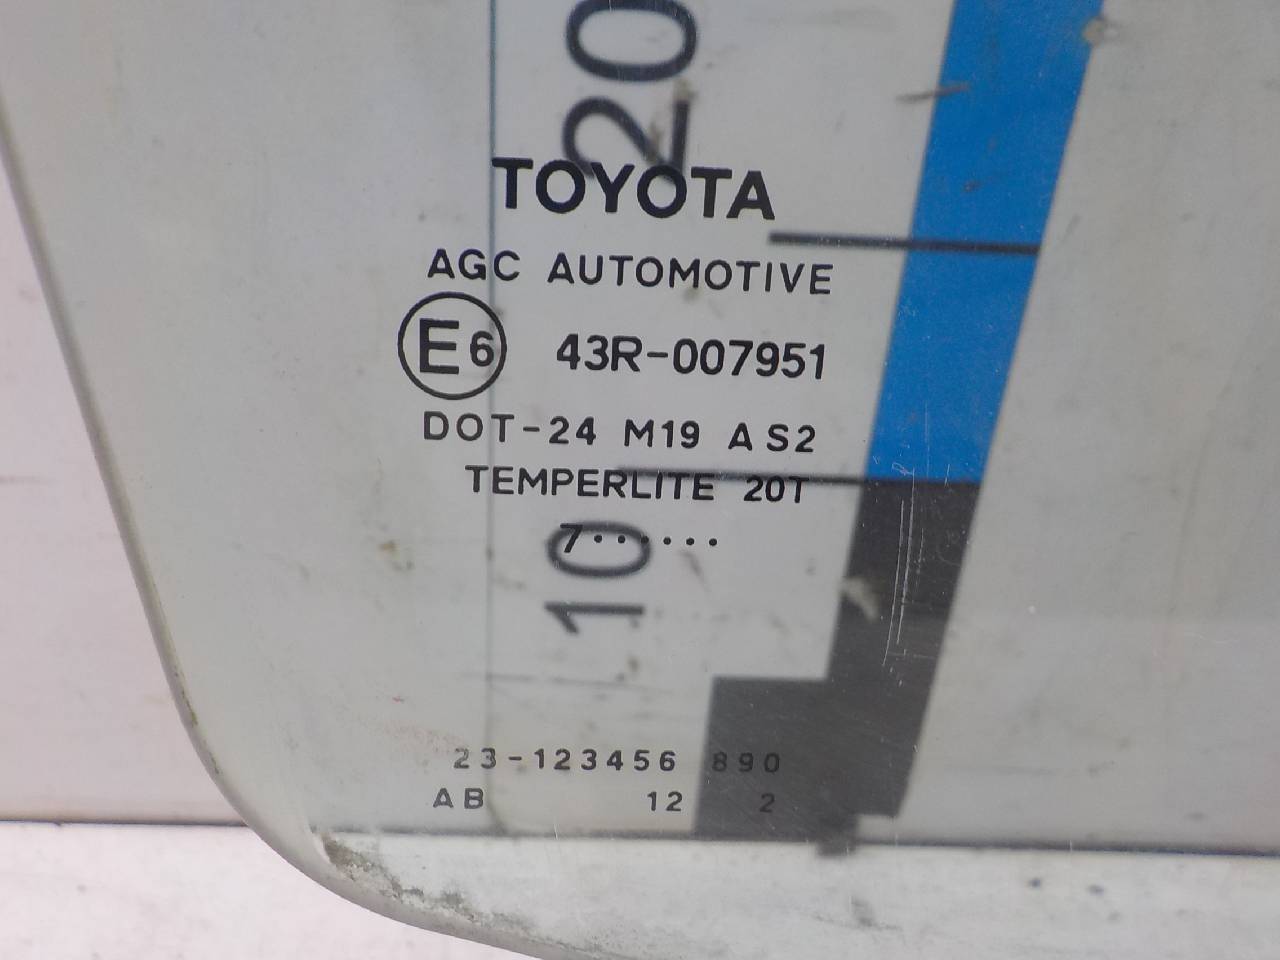 20
TOYOTA
AGC AUTOMOTIVE
E6 43R-007951
DOT-24 M19 AS2
TEMPERLITE 20T
7······
10
23-123456 890
AB 12 2